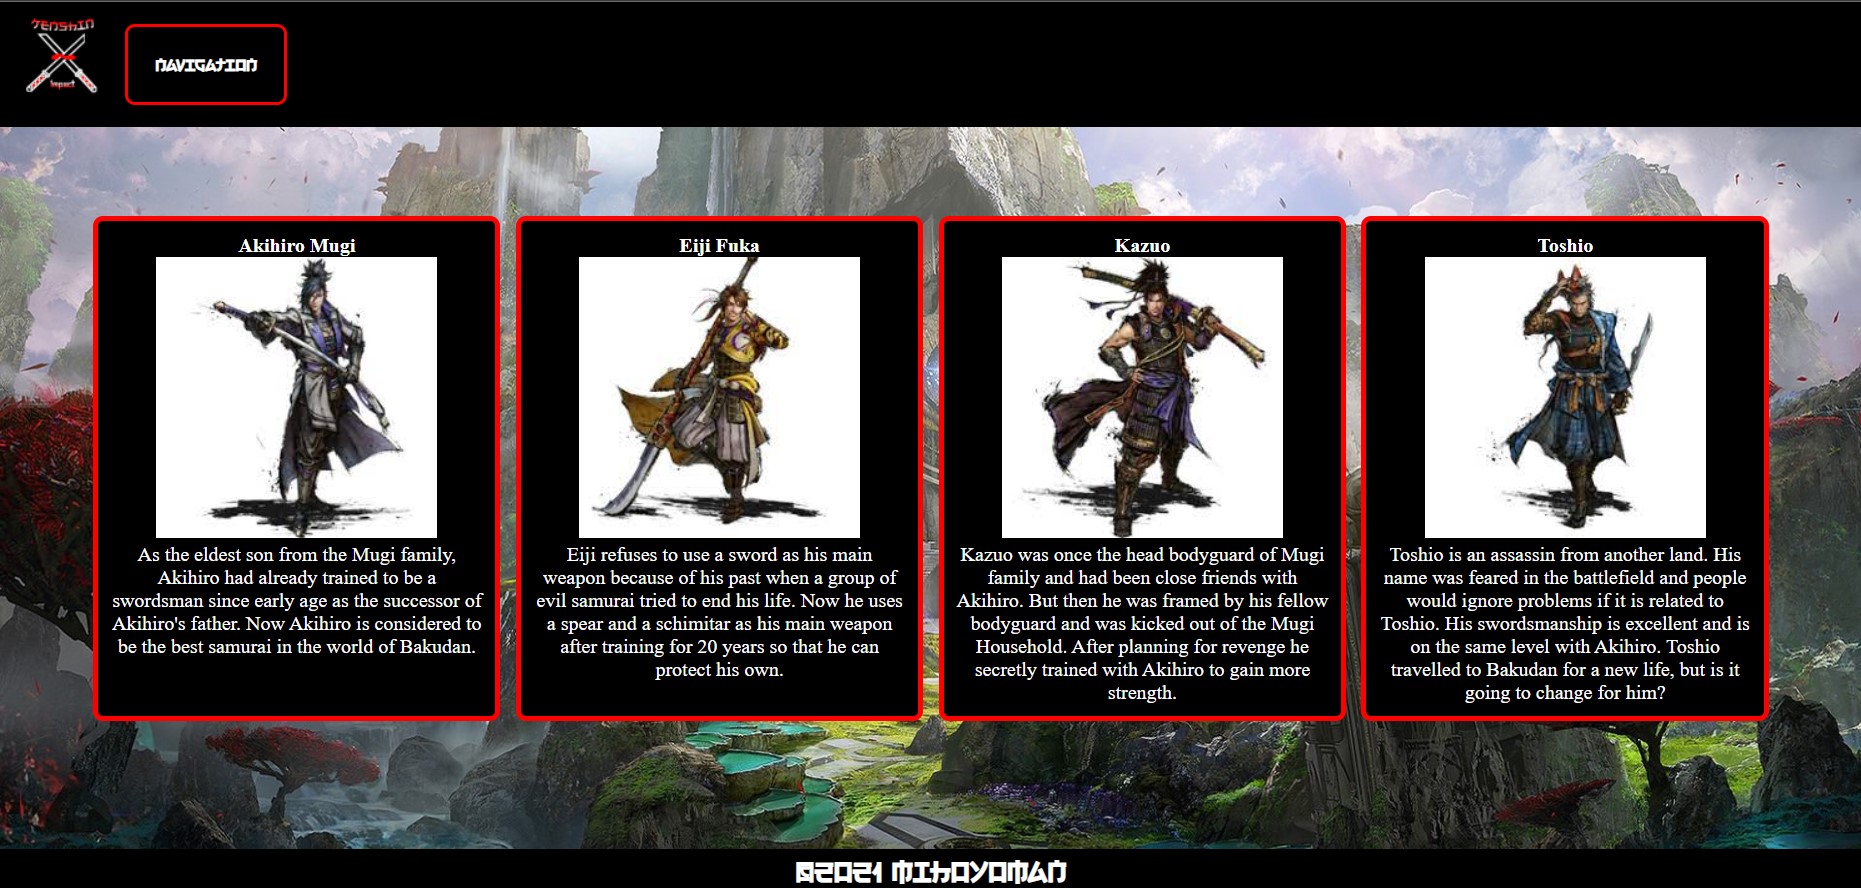 TENSHIN
Impact
NAVIGATION
Akihiro Mugi
As the eldest son from the Mugi family,
Akihiro had already trained to be a
swordsman since early age as the successor of
Akihiro's father. Now Akihiro is considered to
be the best samurai in the world of Bakudan.
Eiji Fuka
Eiji refuses to use a sword as his main
weapon because of his past when a group of
evil samurai tried to end his life. Now he uses
a spear and a schimitar as his main weapon
after training for 20 years so that he can
protect his own.
Kazuo
Kazuo was once the head bodyguard of Mugi
family and had been close friends with
Akihiro. But then he was framed by his fellow
bodyguard and was kicked out of the Mugi
Household. After planning for revenge he
secretly trained with Akihiro to gain more
strength.
Toshio
Toshio is an assassin from another land. His
name was feared in the battlefield and people
would ignore problems if it is related to
Toshio. His swordsmanship is excellent and is
on the same level with Akihiro. Toshio
travelled to Bakudan for a new life, but is it
going to change for him?
©2021 MIHOYOMAN